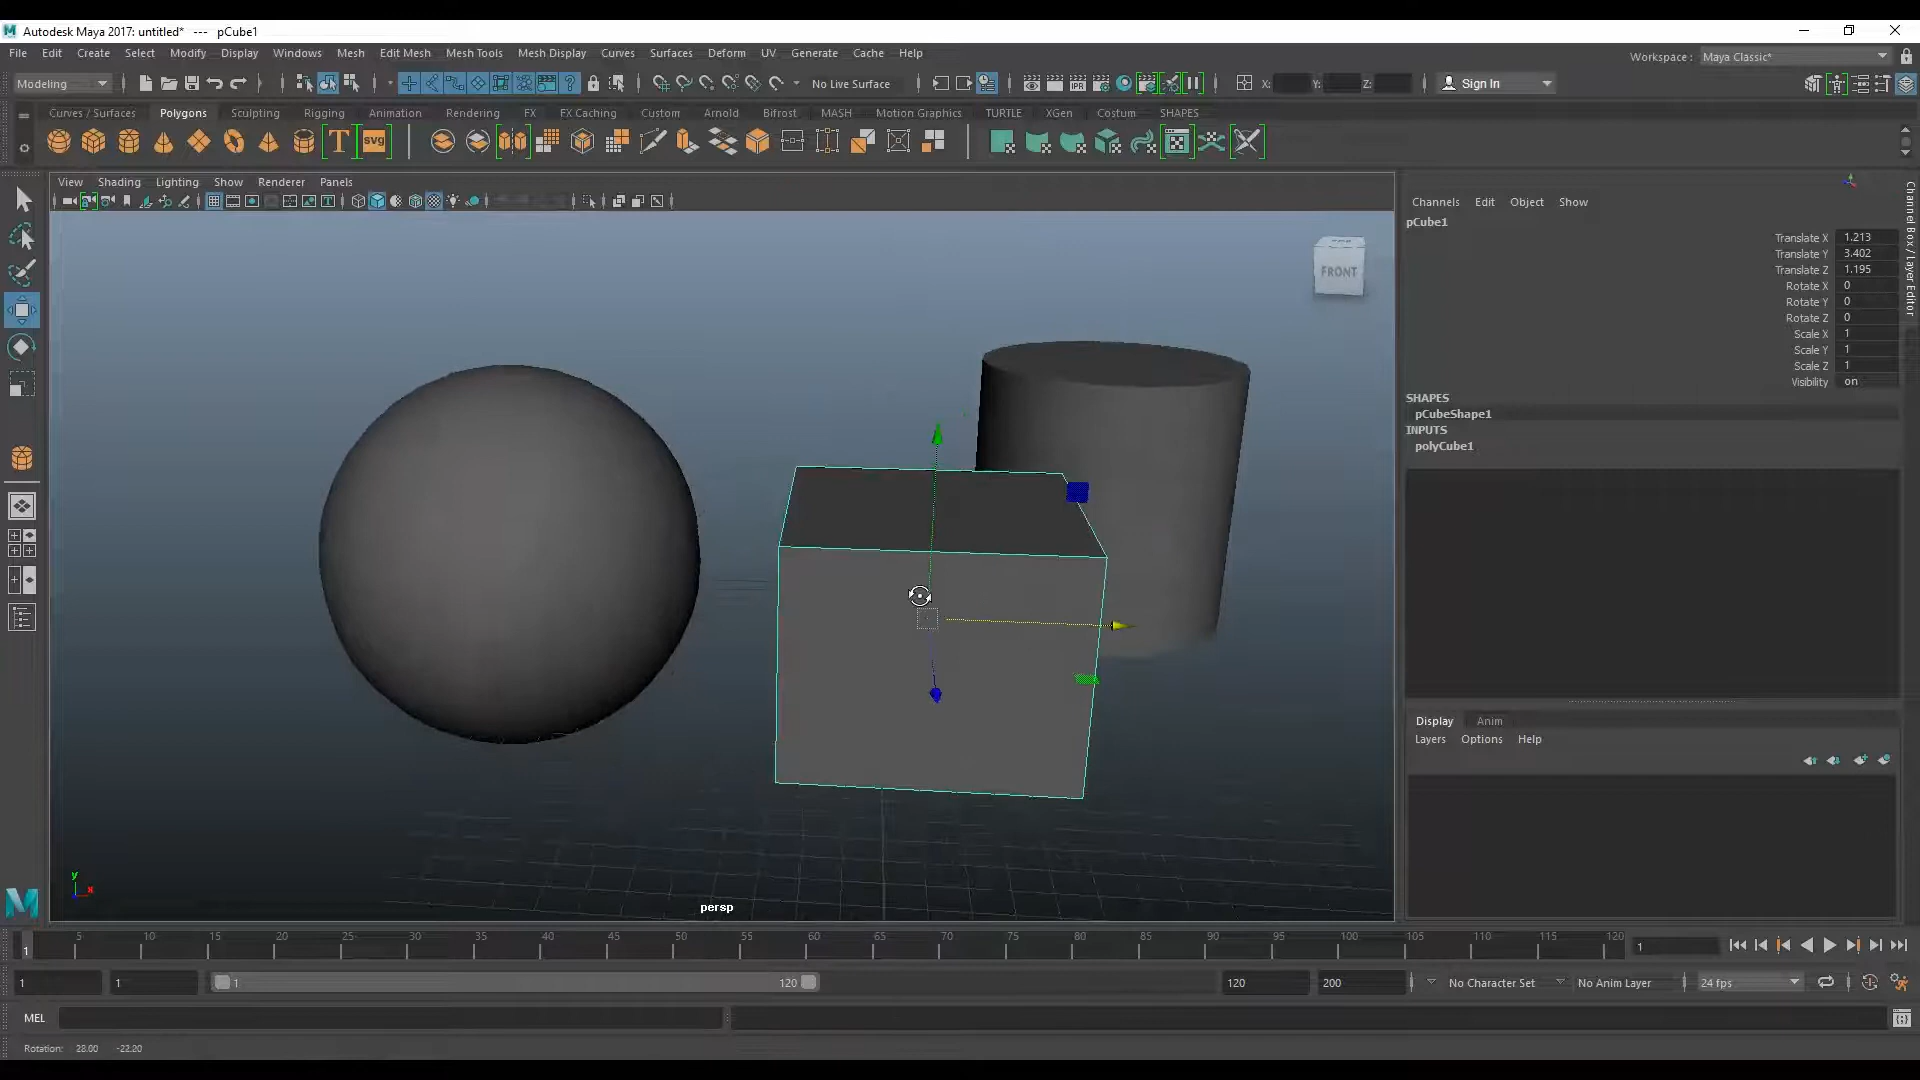 Autodesk Maya 2017: untitled* --- pCube1
File Edit Create Select Modify Display Windows Mesh Edit Mesh Mesh Tools Mesh Display Curves Surfaces Deform UV Generate Cache Help
Workspace : Maya Classic*
Modeling
No Live Surface
X: Y: Z:
Sign In
Curves / Surfaces Polygons Sculpting Rigging Animation Rendering FX FX Caching Custom Arnold Bifrost MASH Motion Graphics TURTLE XGen Costum SHAPES
T svg
IPR
View Shading Lighting Show Renderer Panels
FRONT
y
x
persp
Channels Edit Object Show
pCube1
Translate X 1.213
Translate Y 3.402
Translate Z 1.195
Rotate X 0
Rotate Y 0
Rotate Z 0
Scale X 1
Scale Y 1
Scale Z 1
Visibility on
SHAPES
pCubeShape1
INPUTS
polyCube1
Channel Box / Layer Editor
Display Anim
Layers Options Help
1 5 10 15 20 25 30 35 40 45 50 55 60 65 70 75 80 85 90 95 100 105 110 115 120 1
1 1 1 120 120 200 No Character Set No Anim Layer 24 fps
MEL
Rotation: 28.00 -22.20